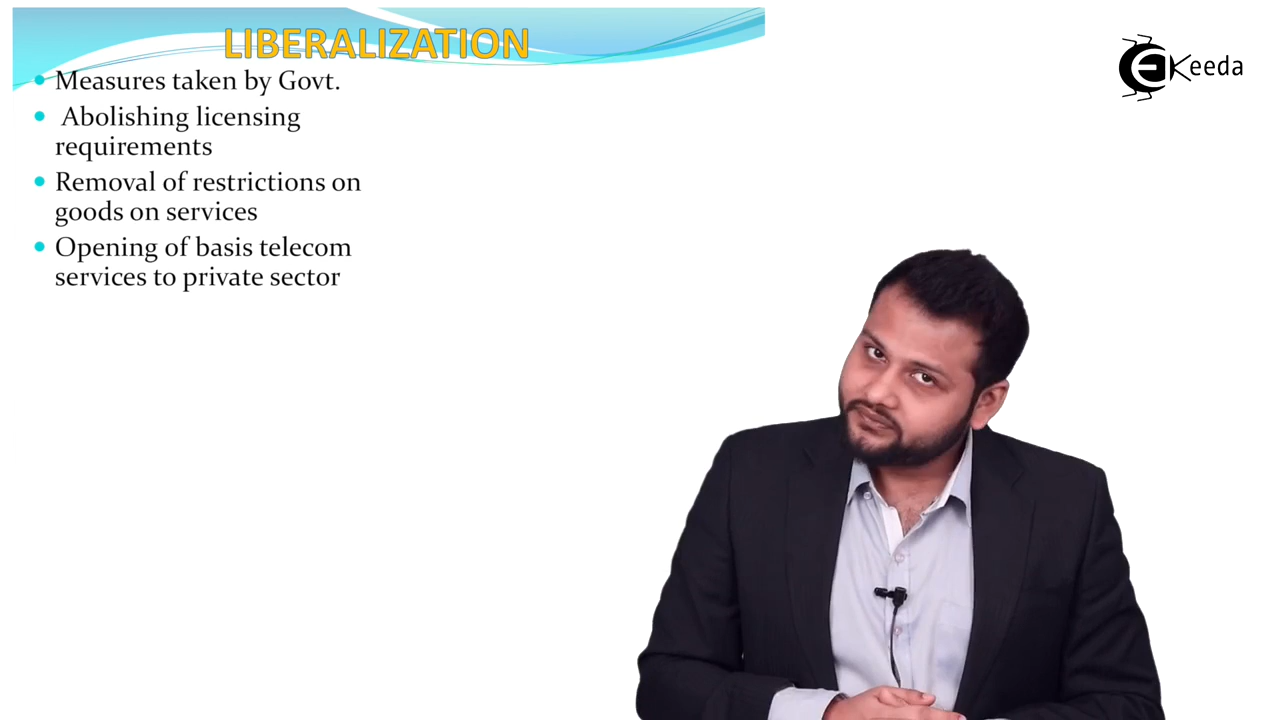 LIBERALIZATION
Measures taken by Govt.
Abolishing licensing
requirements
Removal of restrictions on
goods on services
Opening of basis telecom
services to private sector
eKeeda